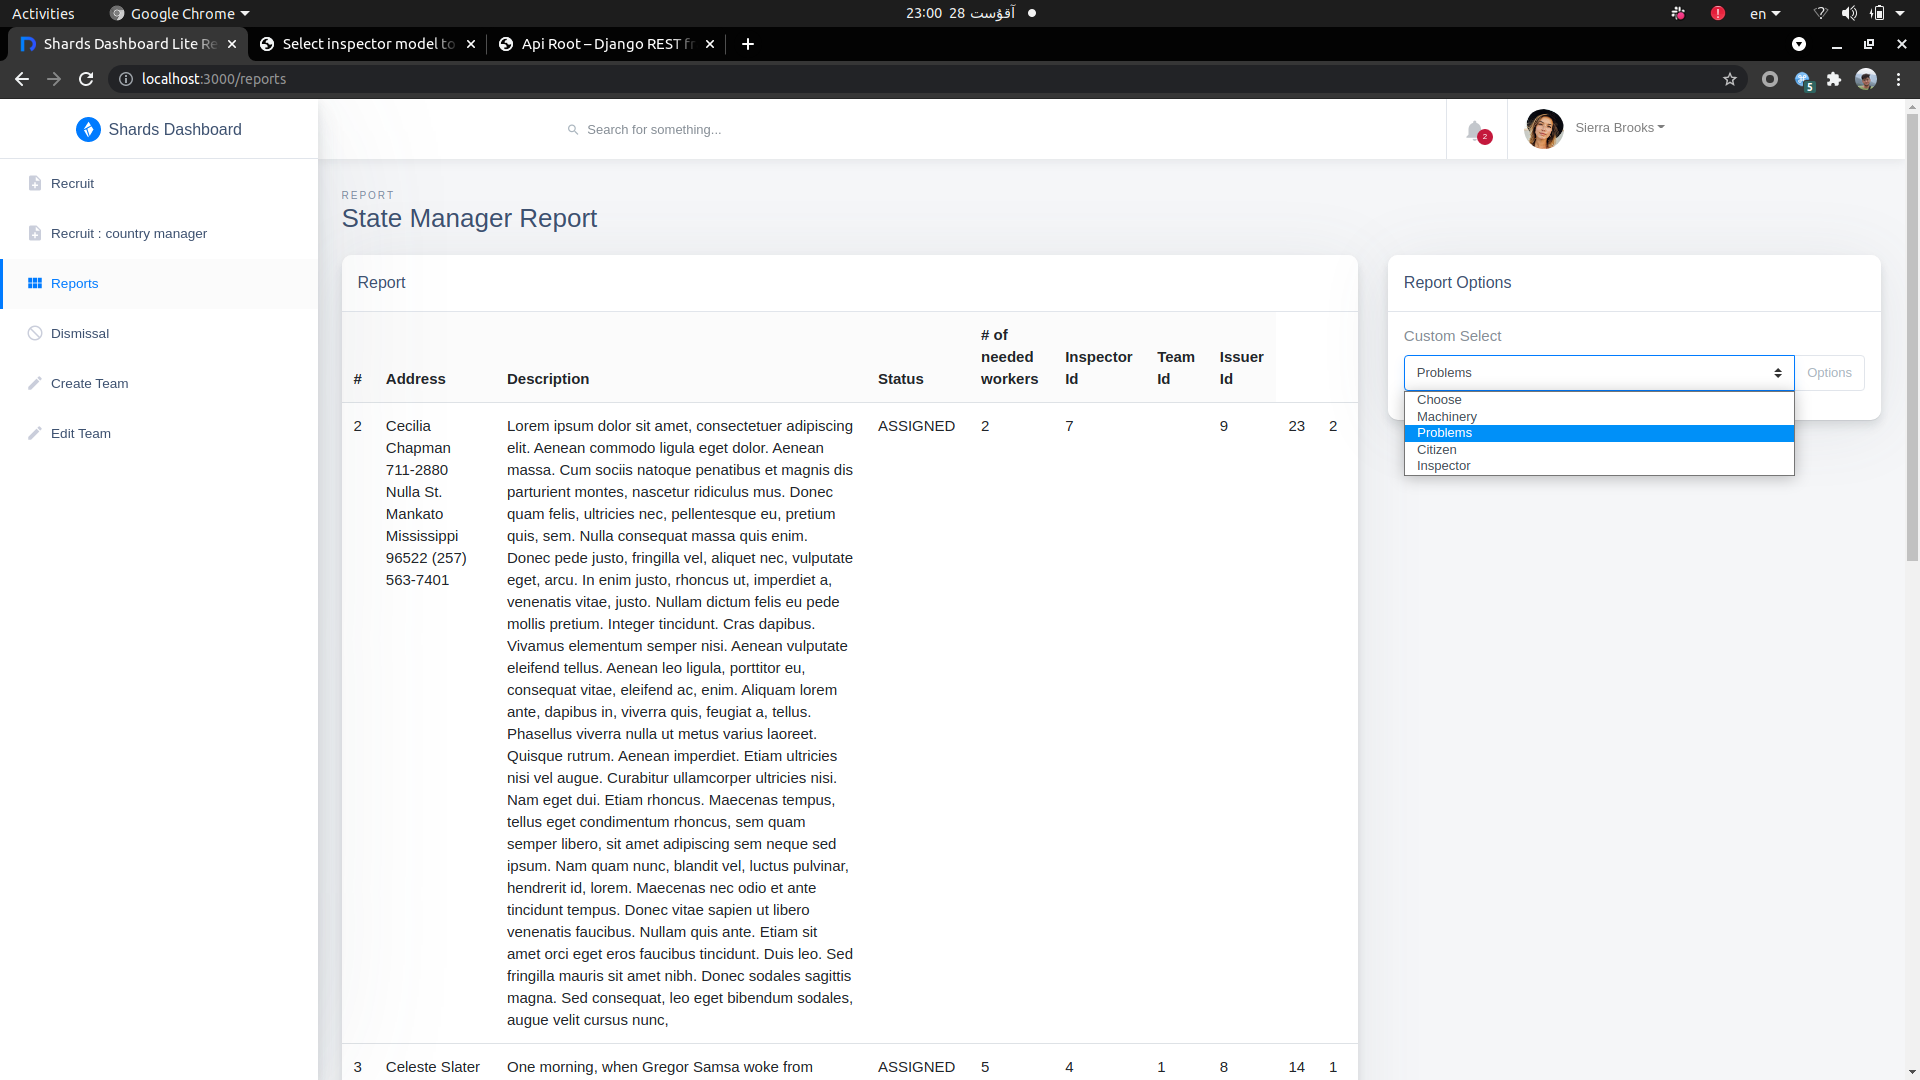 Activities
Google Chrome
23:00 28 آقۇست
en
Shards Dashboard Lite Re
Select inspector model to
Api Root – Django REST fr
localhost:3000/reports
5
Shards Dashboard
Search for something...
2
Sierra Brooks
Recruit
Recruit : country manager
Reports
Dismissal
Create Team
Edit Team
REPORT
State Manager Report
Report
# Address Description Status # of needed workers Inspector Id Team Id Issuer Id
2
Cecilia
Chapman
711-2880
Nulla St.
Mankato
Mississippi
96522 (257)
563-7401
Lorem ipsum dolor sit amet, consectetuer adipiscing
elit. Aenean commodo ligula eget dolor. Aenean
massa. Cum sociis natoque penatibus et magnis dis
parturient montes, nascetur ridiculus mus. Donec
quam felis, ultricies nec, pellentesque eu, pretium
quis, sem. Nulla consequat massa quis enim.
Donec pede justo, fringilla vel, aliquet nec, vulputate
eget, arcu. In enim justo, rhoncus ut, imperdiet a,
venenatis vitae, justo. Nullam dictum felis eu pede
mollis pretium. Integer tincidunt. Cras dapibus.
Vivamus elementum semper nisi. Aenean vulputate
eleifend tellus. Aenean leo ligula, porttitor eu,
consequat vitae, eleifend ac, enim. Aliquam lorem
ante, dapibus in, viverra quis, feugiat a, tellus.
Phasellus viverra nulla ut metus varius laoreet.
Quisque rutrum. Aenean imperdiet. Etiam ultricies
nisi vel augue. Curabitur ullamcorper ultricies nisi.
Nam eget dui. Etiam rhoncus. Maecenas tempus,
tellus eget condimentum rhoncus, sem quam
semper libero, sit amet adipiscing sem neque sed
ipsum. Nam quam nunc, blandit vel, luctus pulvinar,
hendrerit id, lorem. Maecenas nec odio et ante
tincidunt tempus. Donec vitae sapien ut libero
venenatis faucibus. Nullam quis ante. Etiam sit
amet orci eget eros faucibus tincidunt. Duis leo. Sed
fringilla mauris sit amet nibh. Donec sodales sagittis
magna. Sed consequat, leo eget bibendum sodales,
augue velit cursus nunc,
ASSIGNED 2 7 9 23 2
3 Celeste Slater One morning, when Gregor Samsa woke from ASSIGNED 5 4 1 8 14 1
Report Options
Custom Select
Problems
Options
Choose
Machinery
Problems
Citizen
Inspector